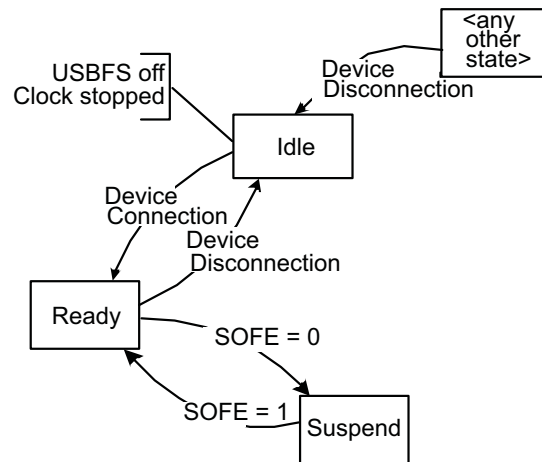 <any
other
state>
USBFS off
Clock stopped
Device
Disconnection
Idle
Device
Connection
Device
Disconnection
Ready
SOFE = 0
SOFE = 1
Suspend